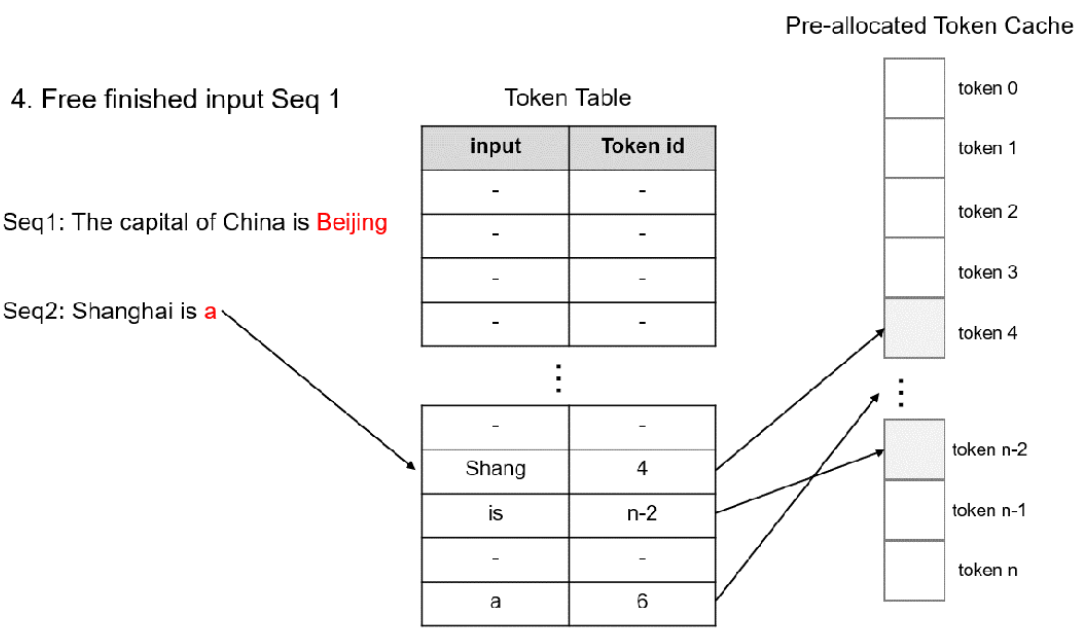 Pre-allocated Token Cache
4. Free finished input Seq 1
Token Table
input Token id
- -
- -
- -
- -
⋮
- -
Shang 4
is n-2
- -
a 6
Seq1: The capital of China is Beijing
Seq2: Shanghai is a
token 0
token 1
token 2
token 3
token 4
⋮
token n-2
token n-1
token n